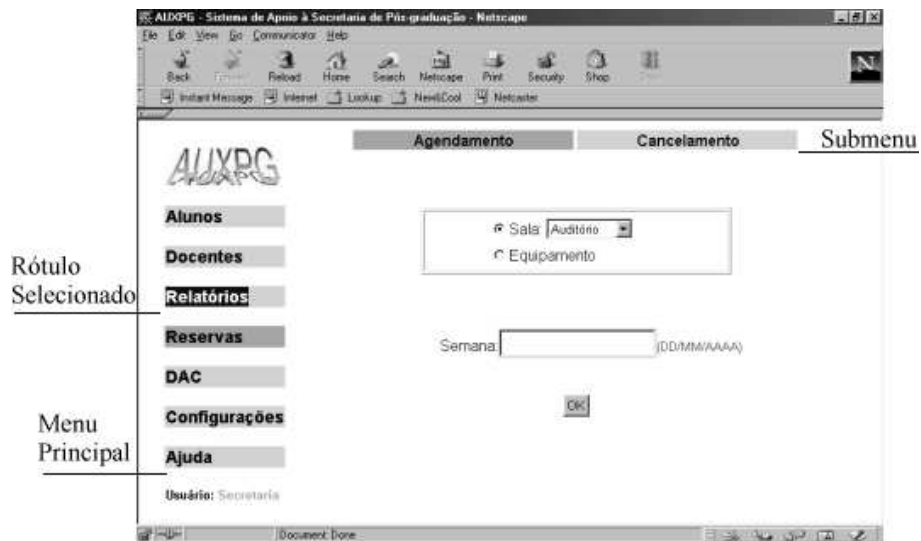 AUXPG - Sistema de Apoio à Secretaria de Pós-graduação - Netscape
File Edit View Go Communicator Help
Back Reload Home Search Netscape Print Security Shop
Instant Message Internet Lookup New&Cool Netcaster
AUXPG
Agendamento Cancelamento
Submenu
Alunos
Docentes
Relatórios
Reservas
DAC
Configurações
Ajuda
Usuário: Secretaria
Rótulo
Selecionado
Menu
Principal
Sala: Auditório
Equipamento
Semana: (DD/MM/AAAA)
OK
Document: Done